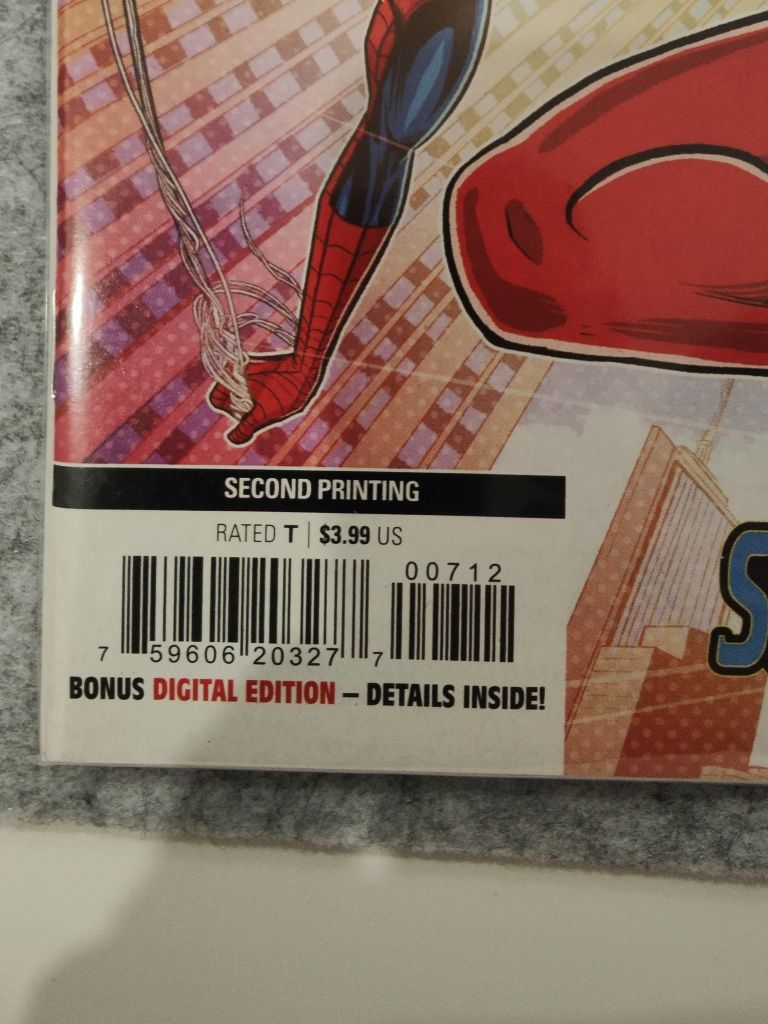 SECOND PRINTING
RATED T | $3.99 US
00712
7 59606 20327 7
BONUS DIGITAL EDITION – DETAILS INSIDE!
S